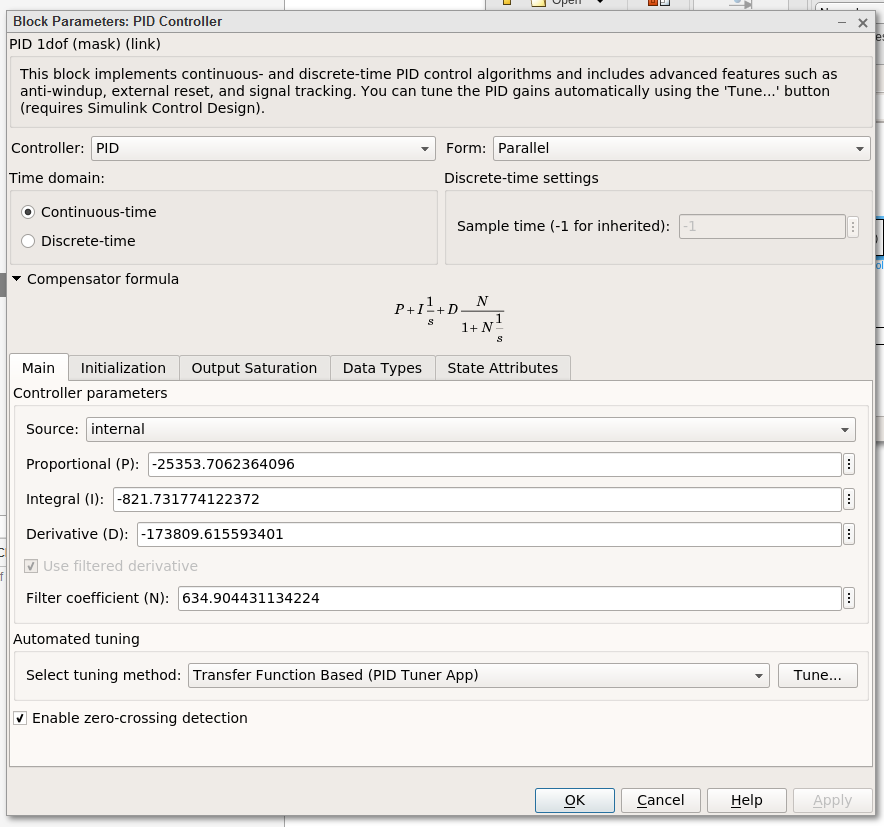 Open
Block Parameters: PID Controller
PID 1dof (mask) (link)
This block implements continuous- and discrete-time PID control algorithms and includes advanced features such as
anti-windup, external reset, and signal tracking. You can tune the PID gains automatically using the 'Tune...' button
(requires Simulink Control Design).
Controller: PID Form: Parallel
Time domain: Discrete-time settings
Continuous-time
Sample time (-1 for inherited): -1
Discrete-time
Compensator formula
P + I 1/s + D N/(1 + N 1/s)
Main Initialization Output Saturation Data Types State Attributes
Controller parameters
Source: internal
Proportional (P): -25353.7062364096
Integral (I): -821.731774122372
Derivative (D): -173809.615593401
Use filtered derivative
Filter coefficient (N): 634.904431134224
Automated tuning
Select tuning method: Transfer Function Based (PID Tuner App) Tune...
Enable zero-crossing detection
OK Cancel Help Apply